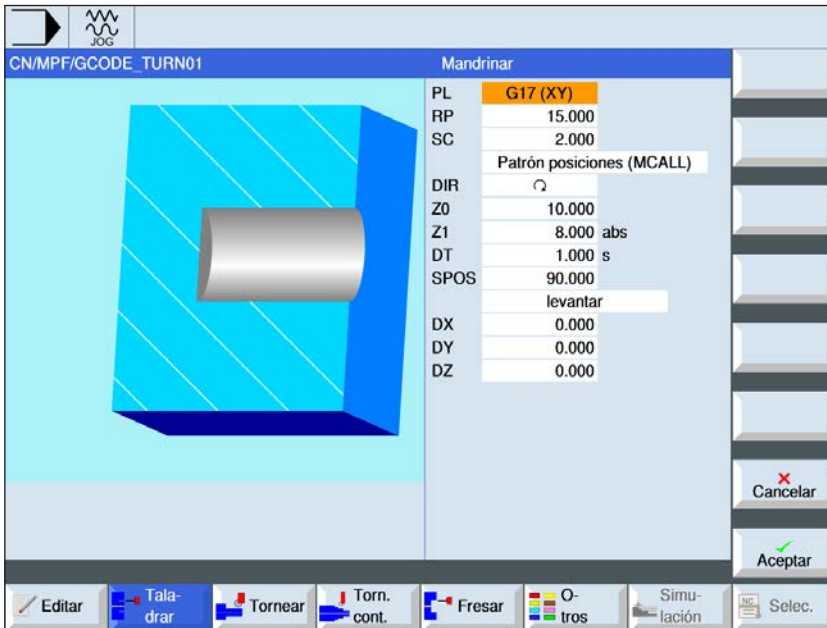 JOG
CN/MPF/GCODE_TURN01
Mandrinar
PL G17 (XY)
RP 15.000
SC 2.000
Patrón posiciones (MCALL)
DIR
Z0 10.000
Z1 8.000 abs
DT 1.000 s
SPOS 90.000
levantar
DX 0.000
DY 0.000
DZ 0.000
Cancelar
Aceptar
Editar
Tala-
drar
Tornear
Torn.
cont.
Fresar
O-
tros
Simu-
lación
NC
Selec.